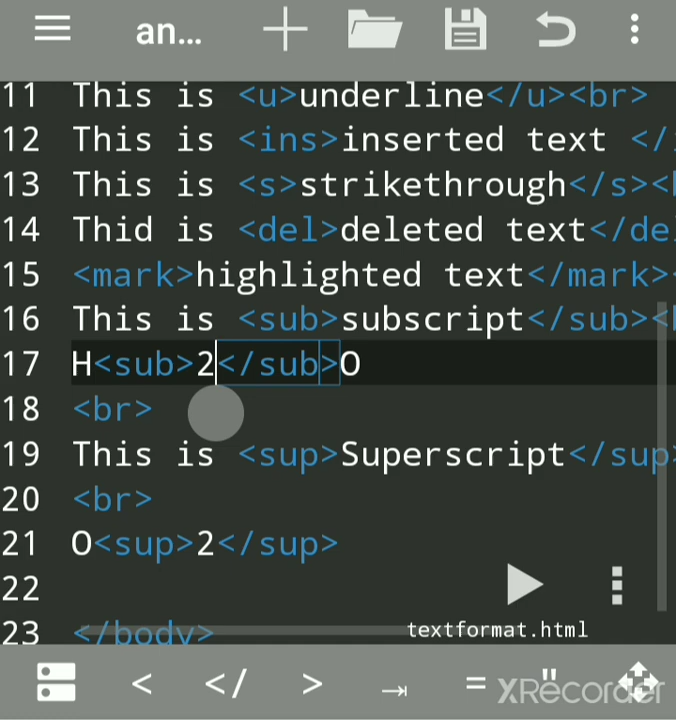 an...
11 This is <u>underline</u><br>
12 This is <ins>inserted text </
13 This is <s>strikethrough</s><
14 Thid is <del>deleted text</de
15 <mark>highlighted text</mark>
16 This is <sub>subscript</sub><
17 H<sub>2</sub>O
18 <br>
19 This is <sup>Superscript</sup
20 <br>
21 O<sup>2</sup>
22
23 </body>
textformat.html
< </ > = "
XRecorder